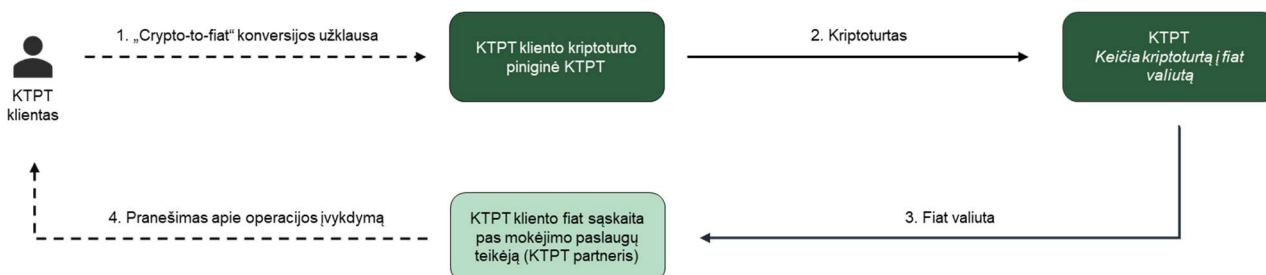 1. „Crypto-to-fiat“ konversijos užklausa
KTPT kliento kriptoturto
piniginė KTPT
2. Kriptoturtas
KTPT
Keičia kriptoturtą į fiat
valiutą
KTPT
klientas
4. Pranešimas apie operacijos įvykdymą
KTPT kliento fiat sąskaita
pas mokėjimo paslaugų
teikėją (KTPT partneris)
3. Fiat valiuta